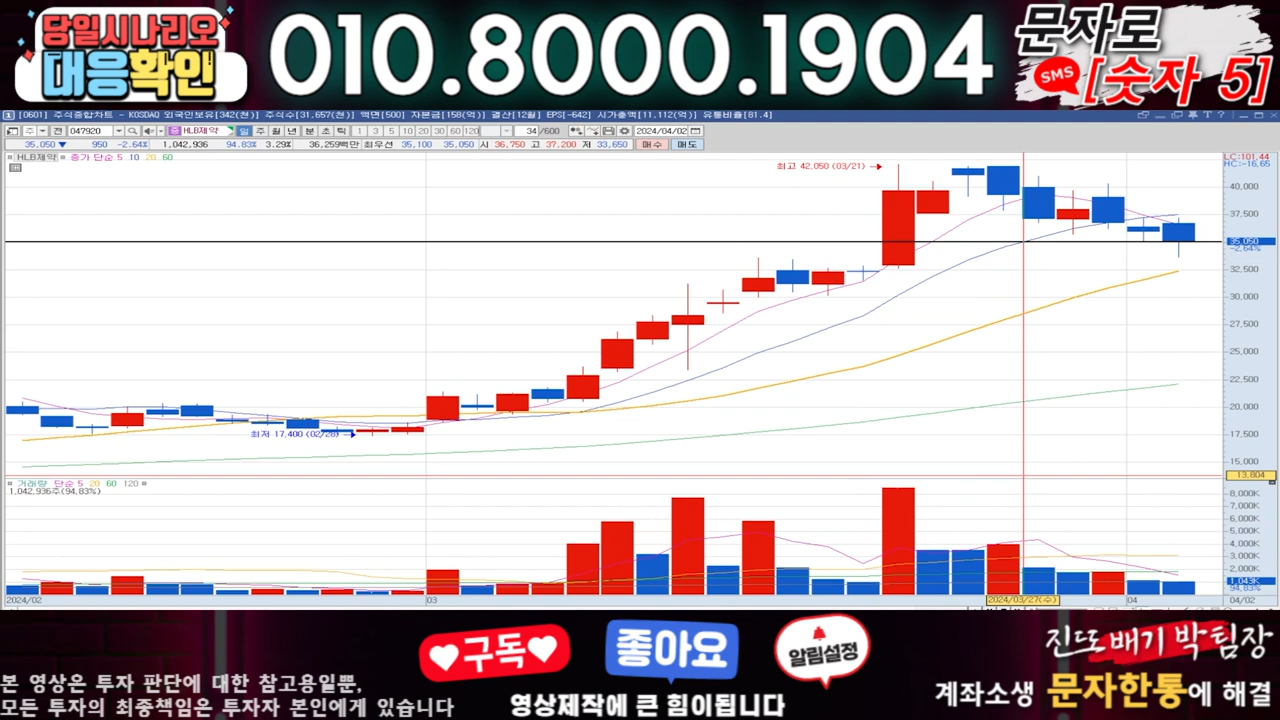 당일시나리오
대응확인
010.8000.1904
문자로
SMS
[숫자 5]
[0601] 주식종합차트 - KOSDAQ 외국인보유[342(천)] 주식수[31,657(천)] 액면[500] 자본금[158(억)] 결산[12월] EPS[-642] 시가총액[11,112(억)] 유통비율[81.4]
주 전 047920 HLB제약 일 주 월 년 분 초 틱 1 3 5 10 20 30 60 120 34 /600 2024/04/02
35,050 ▼ 950 -2.64% 1,042,936 94.83% 3.29% 36,259백만 최우선 35,100 35,050 시 36,750 고 37,200 저 33,650 매수 매도
HLB제약 종가 단순 5 10 20 60
LC:101.44
HC:-16.65
최고 42,050 (03/21)
40,000
37,500
35,050
-2.64%
32,500
30,000
27,500
25,000
22,500
20,000
17,500
15,000
최저 17,400 (02/28)
13,804
거래량 단순 5 20 60 120
1,042,936주(94.83%)
8,000K
7,000K
6,000K
5,000K
4,000K
3,000K
2,000K
1,043K
94.83%
2024/02 03 2024/03/27(수) 04 04/02
구독
좋아요
알림설정
진또배기 박팀장
본 영상은 투자 판단에 대한 참고용일뿐,
모든 투자의 최종책임은 투자자 본인에게 있습니다
영상제작에 큰 힘이됩니다
계좌소생 문자한통에 해결